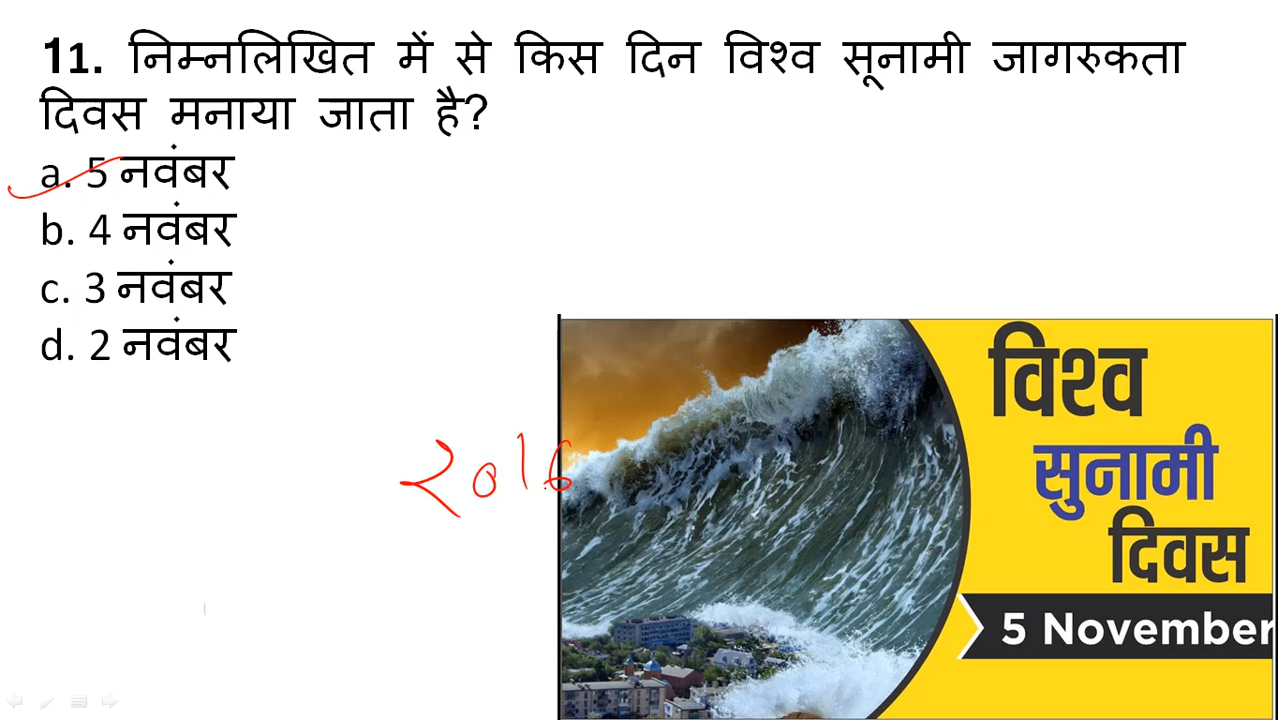 11. निम्नलिखित में से किस दिन विश्व सूनामी जागरुकता
दिवस मनाया जाता है?
a. 5 नवंबर
b. 4 नवंबर
c. 3 नवंबर
d. 2 नवंबर
2016
विश्व
सुनामी
दिवस
5 November